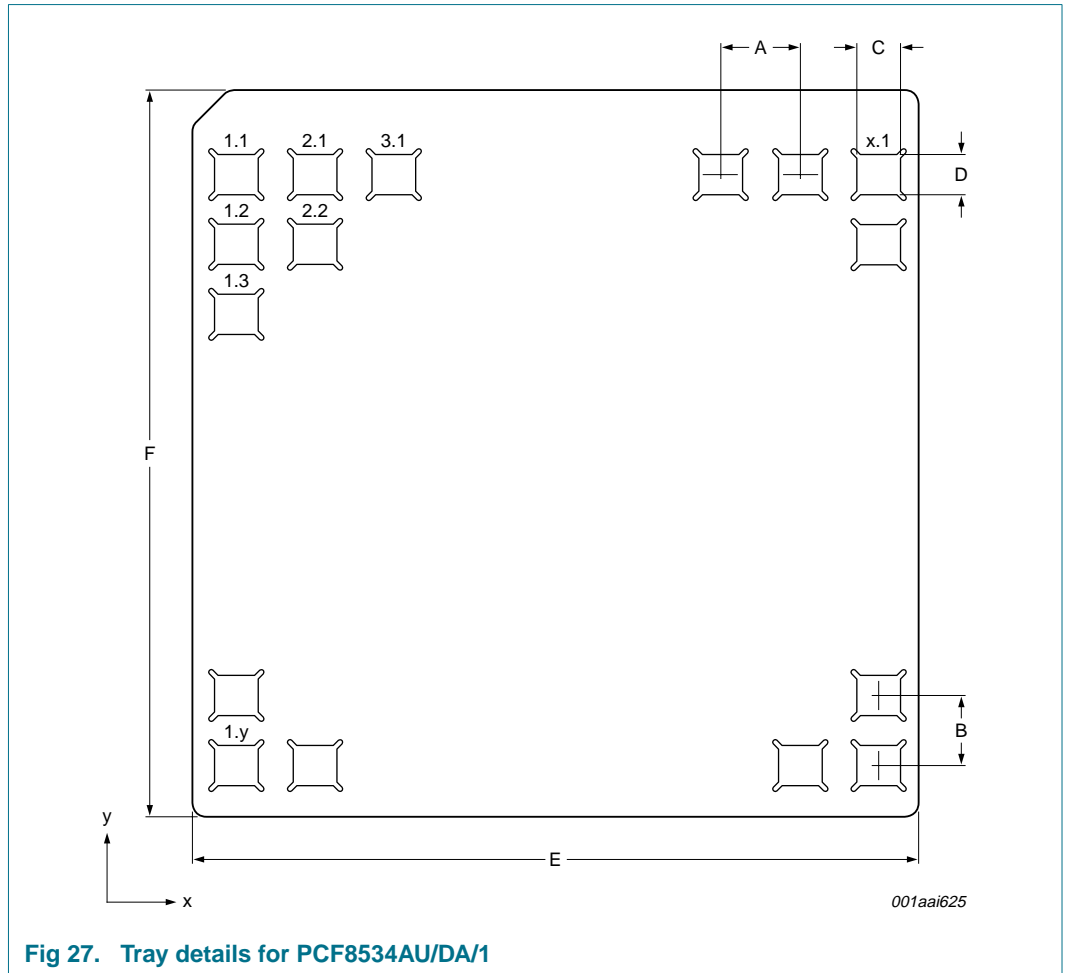 A C
1.1 2.1 3.1 x.1
D
1.2 2.2
1.3
F
1.y B
y
E
x
001aai625
Fig 27. Tray details for PCF8534AU/DA/1